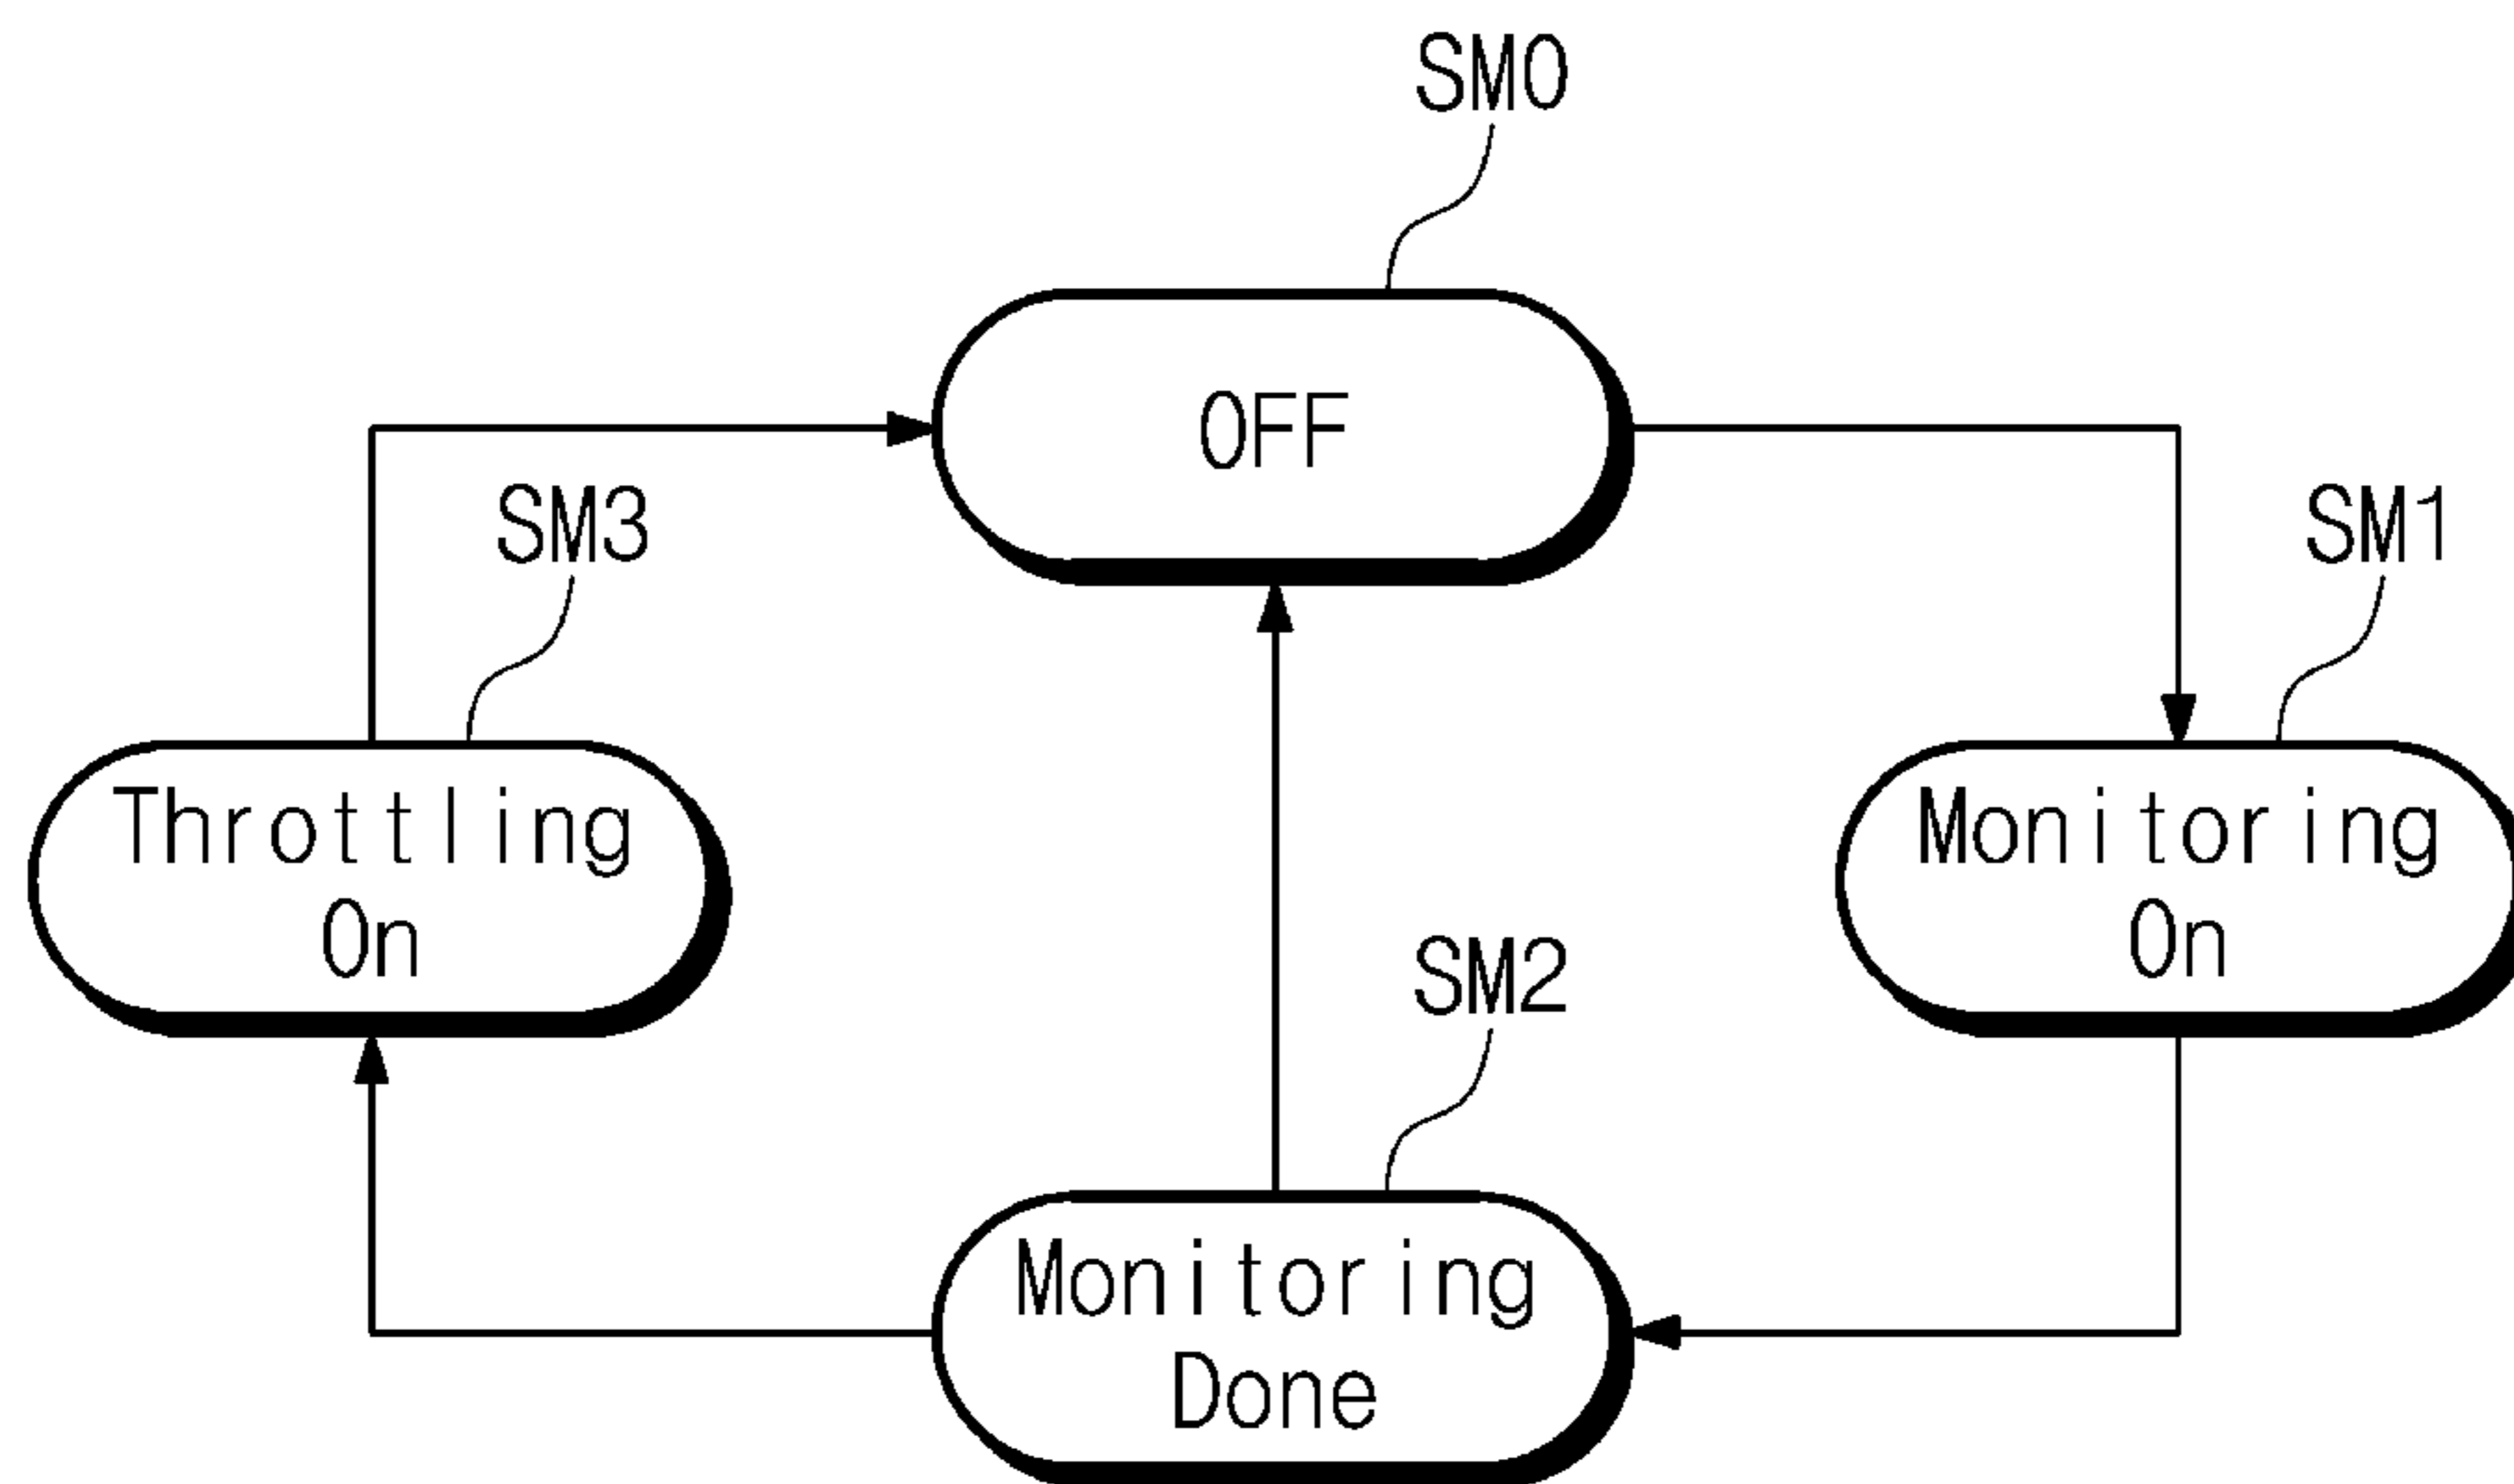 SM0
OFF
SM3
SM1
Throttling
On
Monitoring
On
SM2
Monitoring
Done